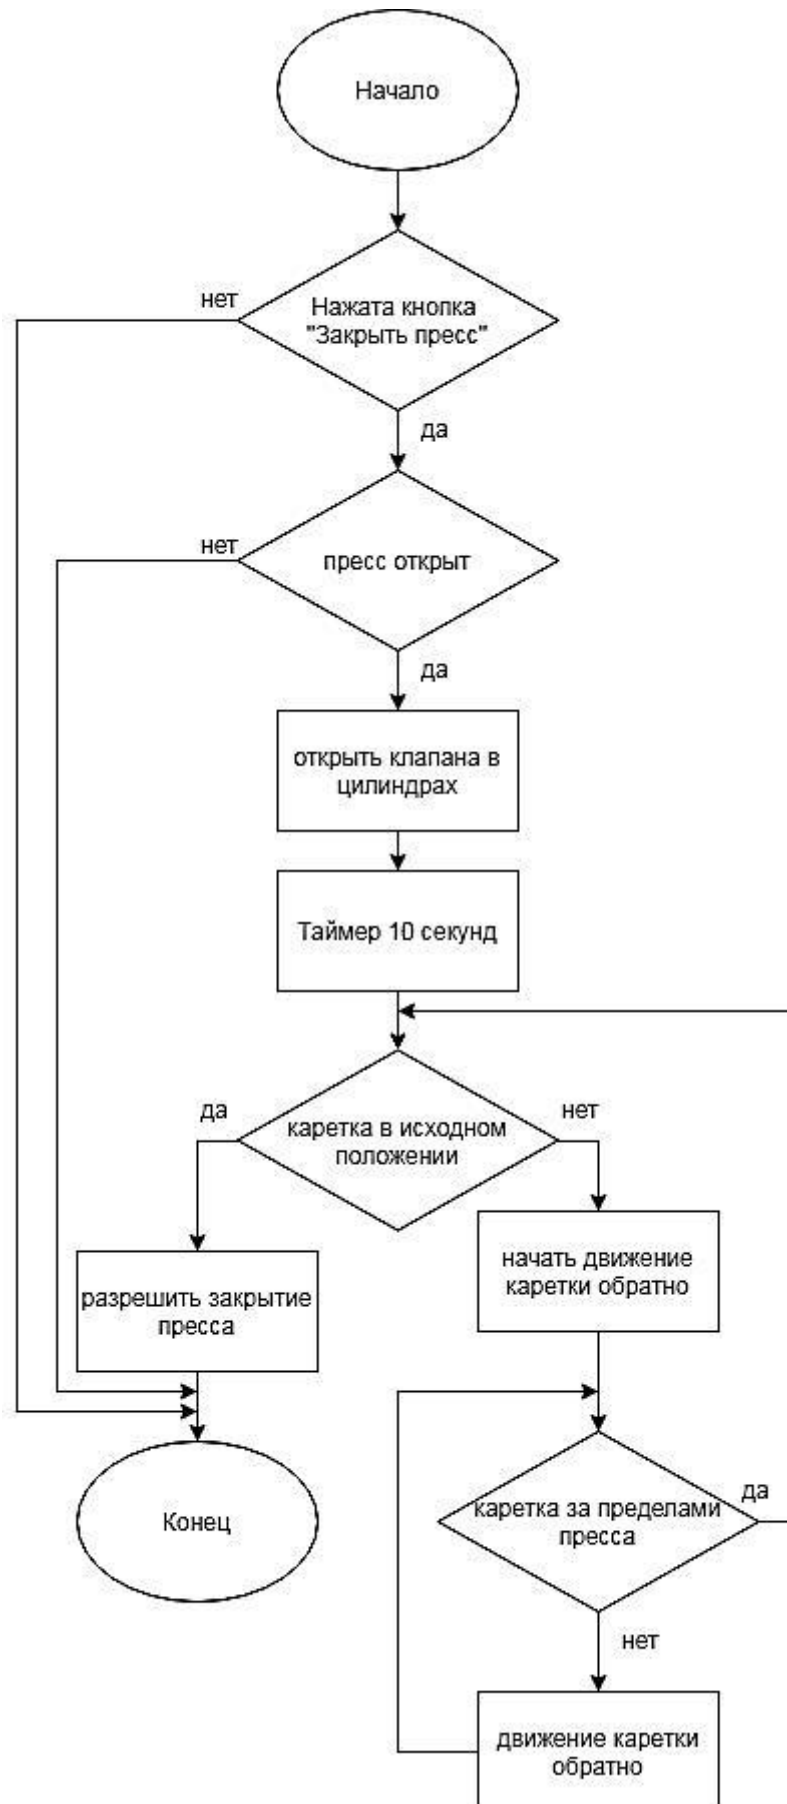 Начало
нет
Нажата кнопка
"Закрыть пресс"
да
нет
пресс открыт
да
открыть клапана в
цилиндрах
Таймер 10 секунд
да
каретка в исходном
положении
нет
разрешить закрытие
пресса
начать движение
каретки обратно
Конец
каретка за пределами
пресса
да
нет
движение каретки
обратно